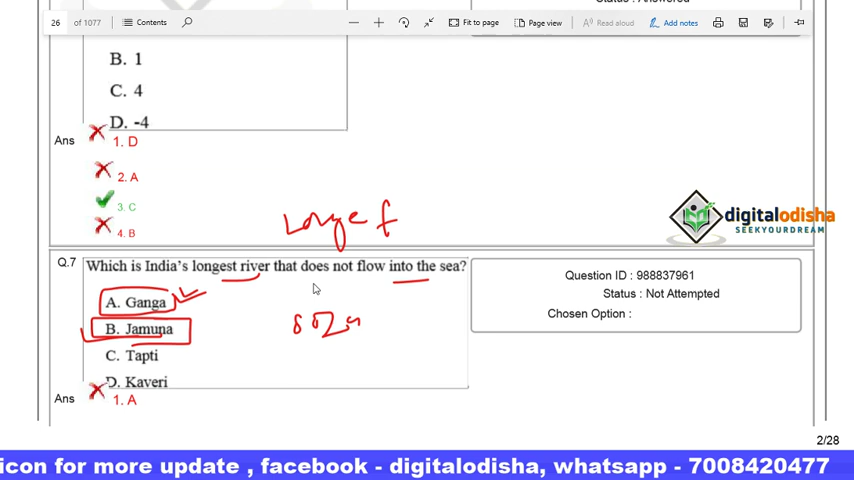 Status : Answered
26 of 1077 Contents Fit to page Page view Read aloud Add notes
B. 1
C. 4
D. -4
Ans
1. D
2. A
3. C
4. B
digitalodisha
SEEKYOURDREAM
Q.7 Which is India's longest river that does not flow into the sea?
A. Ganga
B. Jamuna
C. Tapti
D. Kaveri
Question ID : 988837961
Status : Not Attempted
Chosen Option :
Ans
1. A
2/28
icon for more update , facebook - digitalodisha, whatsapp - 7008420477